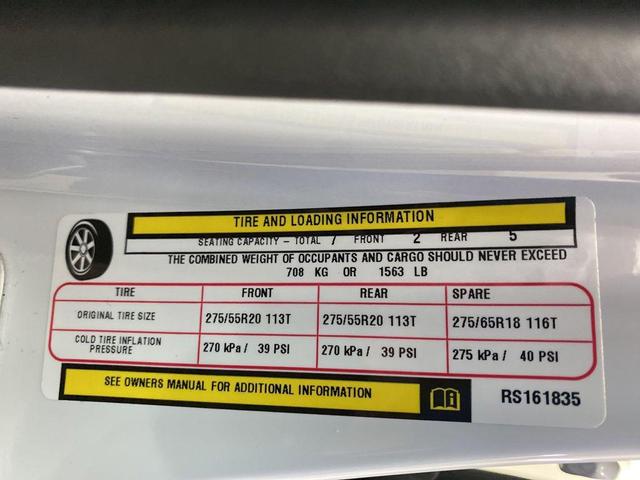 TIRE AND LOADING INFORMATION
SEATING CAPACITY – TOTAL 7 FRONT 2 REAR 5
THE COMBINED WEIGHT OF OCCUPANTS AND CARGO SHOULD NEVER EXCEED
708 KG OR 1563 LB
TIRE FRONT REAR SPARE
ORIGINAL TIRE SIZE 275/55R20 113T 275/55R20 113T 275/65R18 116T
COLD TIRE INFLATION PRESSURE 270 kPa / 39 PSI 270 kPa / 39 PSI 275 kPa / 40 PSI
SEE OWNERS MANUAL FOR ADDITIONAL INFORMATION
RS161835